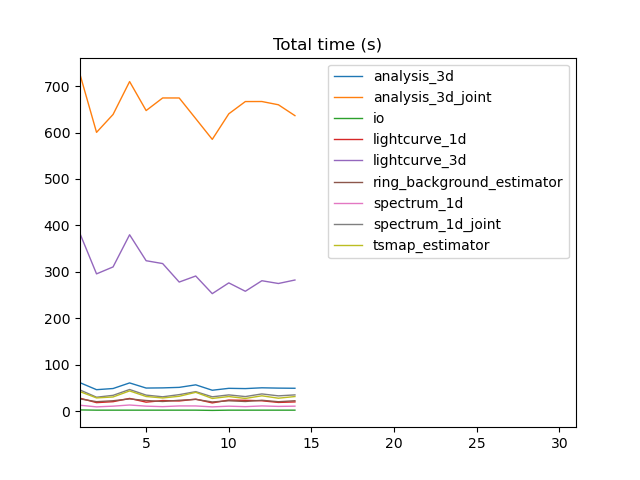 Total time (s)
analysis_3d
analysis_3d_joint
io
lightcurve_1d
lightcurve_3d
ring_background_estimator
spectrum_1d
spectrum_1d_joint
tsmap_estimator
700
600
500
400
300
200
100
0
5 10 15 20 25 30